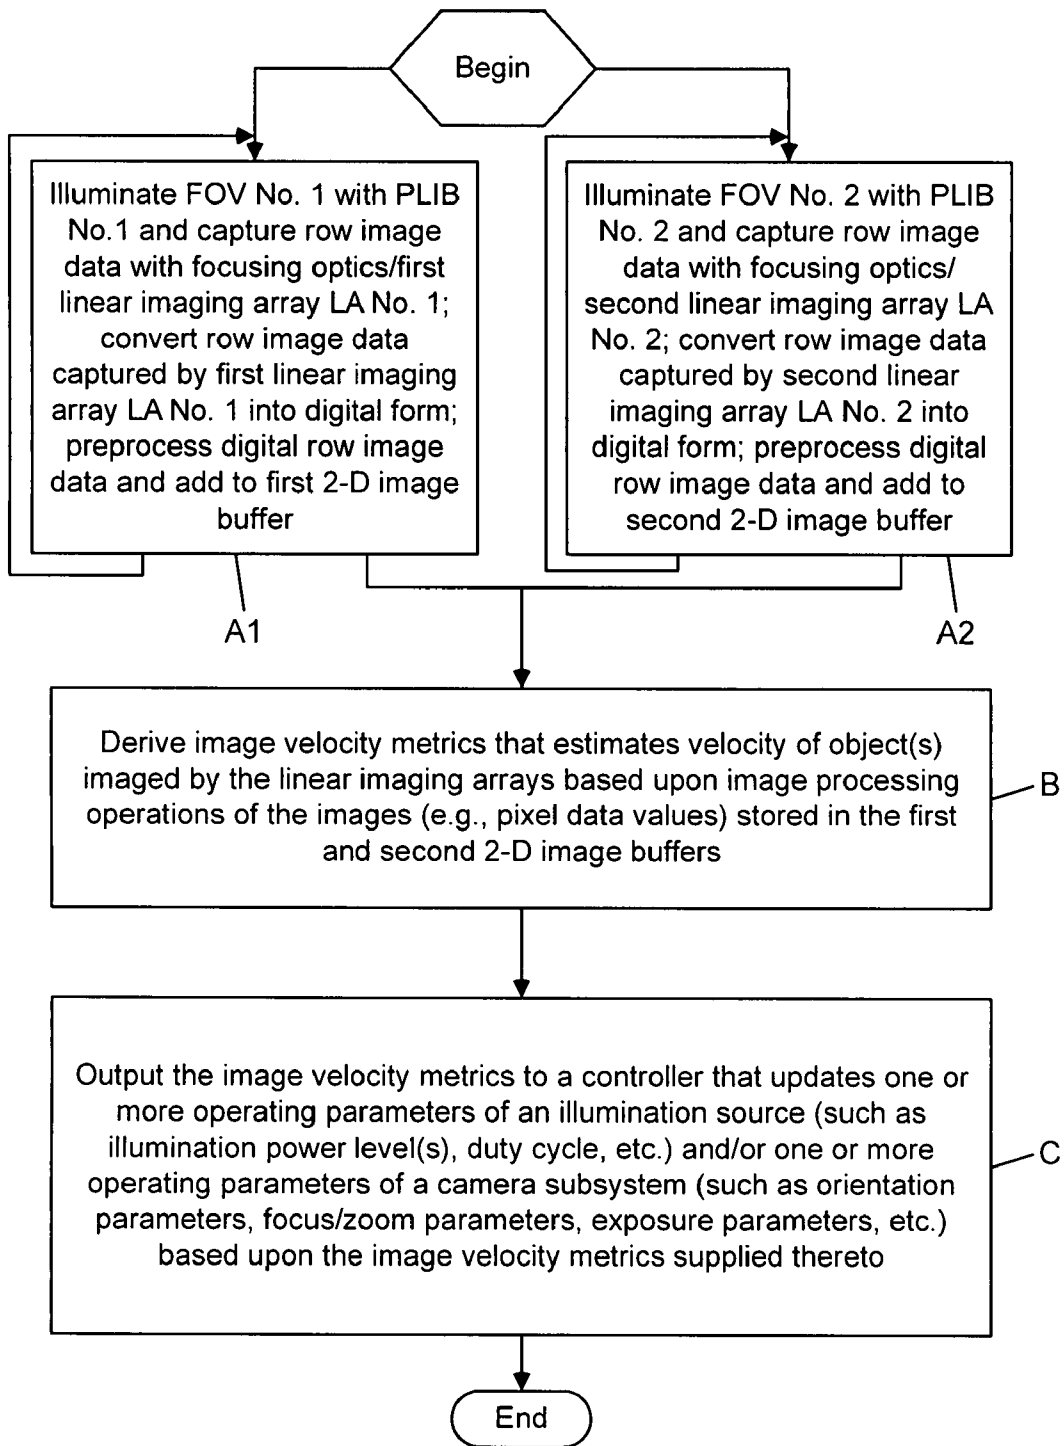 Begin
Illuminate FOV No. 1 with PLIB
No.1 and capture row image
data with focusing optics/first
linear imaging array LA No. 1;
convert row image data
captured by first linear imaging
array LA No. 1 into digital form;
preprocess digital row image
data and add to first 2-D image
buffer
A1
Illuminate FOV No. 2 with PLIB
No. 2 and capture row image
data with focusing optics/
second linear imaging array LA
No. 2; convert row image data
captured by second linear
imaging array LA No. 2 into
digital form; preprocess digital
row image data and add to
second 2-D image buffer
A2
Derive image velocity metrics that estimates velocity of object(s)
imaged by the linear imaging arrays based upon image processing
operations of the images (e.g., pixel data values) stored in the first
and second 2-D image buffers
B
Output the image velocity metrics to a controller that updates one or
more operating parameters of an illumination source (such as
illumination power level(s), duty cycle, etc.) and/or one or more
operating parameters of a camera subsystem (such as orientation
parameters, focus/zoom parameters, exposure parameters, etc.)
based upon the image velocity metrics supplied thereto
C
End